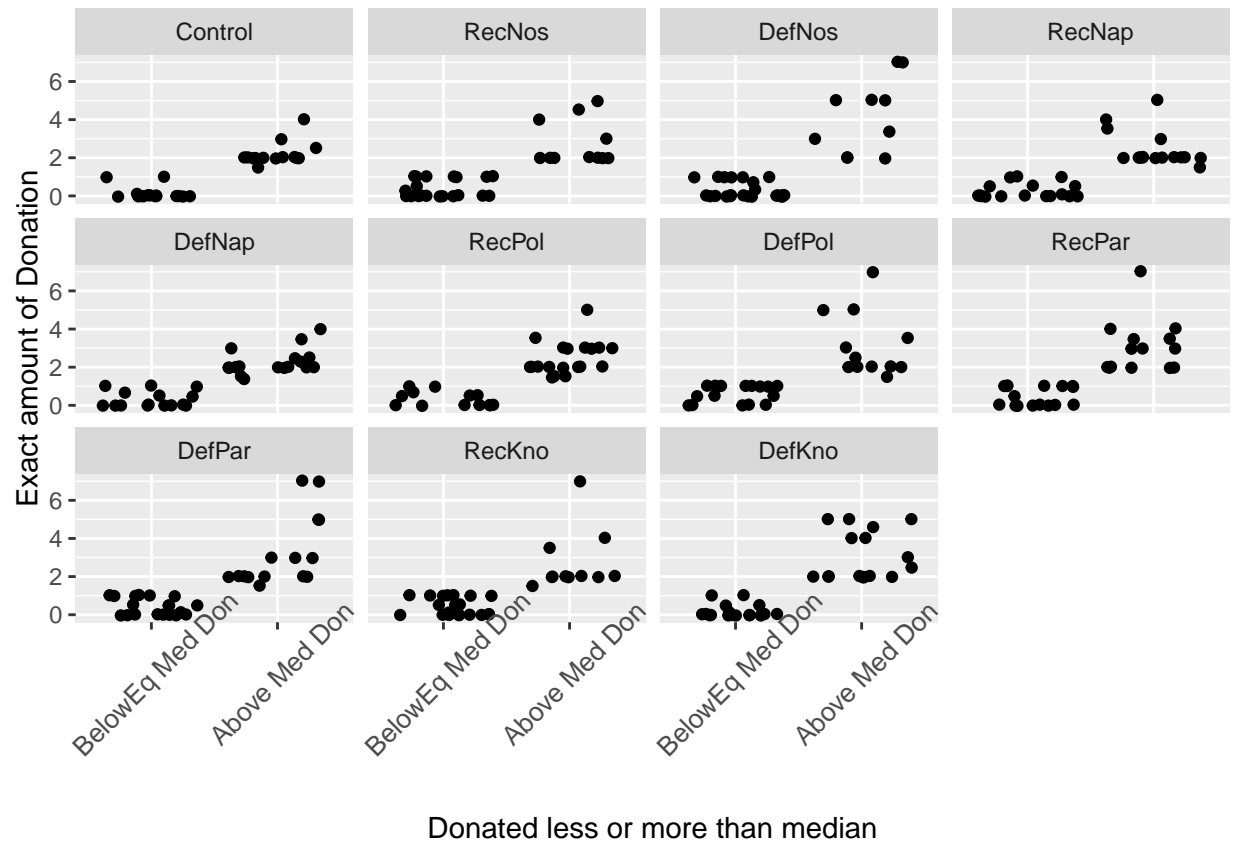 Control RecNos DefNos RecNap
6
4
2
0
DefNap RecPol DefPol RecPar
6
4
2
0
DefPar RecKno DefKno
6
4
2
0
BelowEq Med Don Above Med Don BelowEq Med Don Above Med Don BelowEq Med Don Above Med Don
Exact amount of Donation
Donated less or more than median